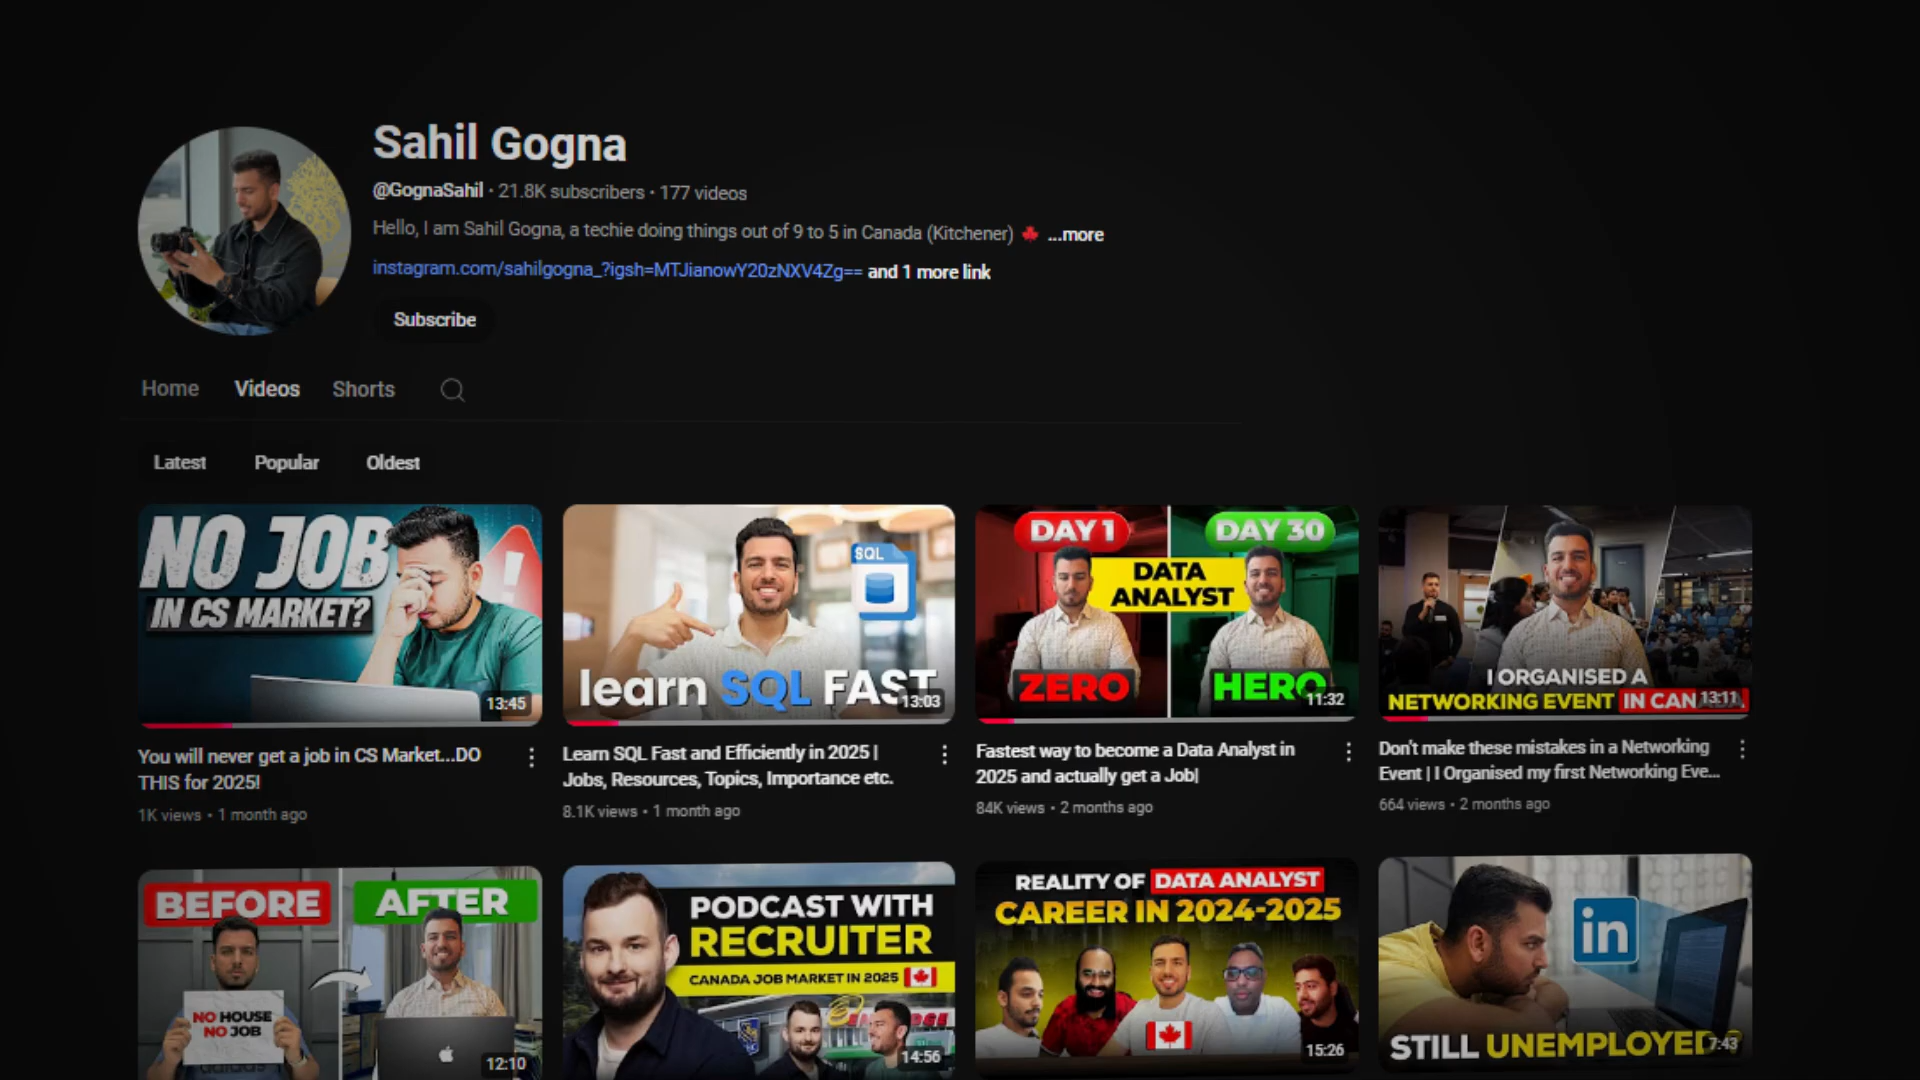 Sahil Gogna
@GognaSahil · 21.8K subscribers · 177 videos
Hello, I am Sahil Gogna, a techie doing things out of 9 to 5 in Canada (Kitchener) 🍁 ...more
instagram.com/sahilgogna_?igsh=MTJianowY20zNXV4Zg== and 1 more link
Subscribe
Home Videos Shorts
Latest Popular Oldest
NO JOB
IN CS MARKET?
13:45
SQL
learn SQL FAST
13:03
DAY 1 DAY 30
DATA
ANALYST
ZERO HERO
11:32
I ORGANISED A
NETWORKING EVENT IN CAN
13:11
You will never get a job in CS Market...DO
THIS for 2025!
1K views · 1 month ago
Learn SQL Fast and Efficiently in 2025 |
Jobs, Resources, Topics, Importance etc.
8.1K views · 1 month ago
Fastest way to become a Data Analyst in
2025 and actually get a Job|
84K views · 2 months ago
Don't make these mistakes in a Networking
Event | I Organised my first Networking Eve...
664 views · 2 months ago
BEFORE AFTER
NO HOUSE
NO JOB
adidas
12:10
PODCAST WITH
RECRUITER
CANADA JOB MARKET IN 2025
14:56
REALITY OF DATA ANALYST
CAREER IN 2024-2025
15:26
in
STILL UNEMPLOYED?
7:43